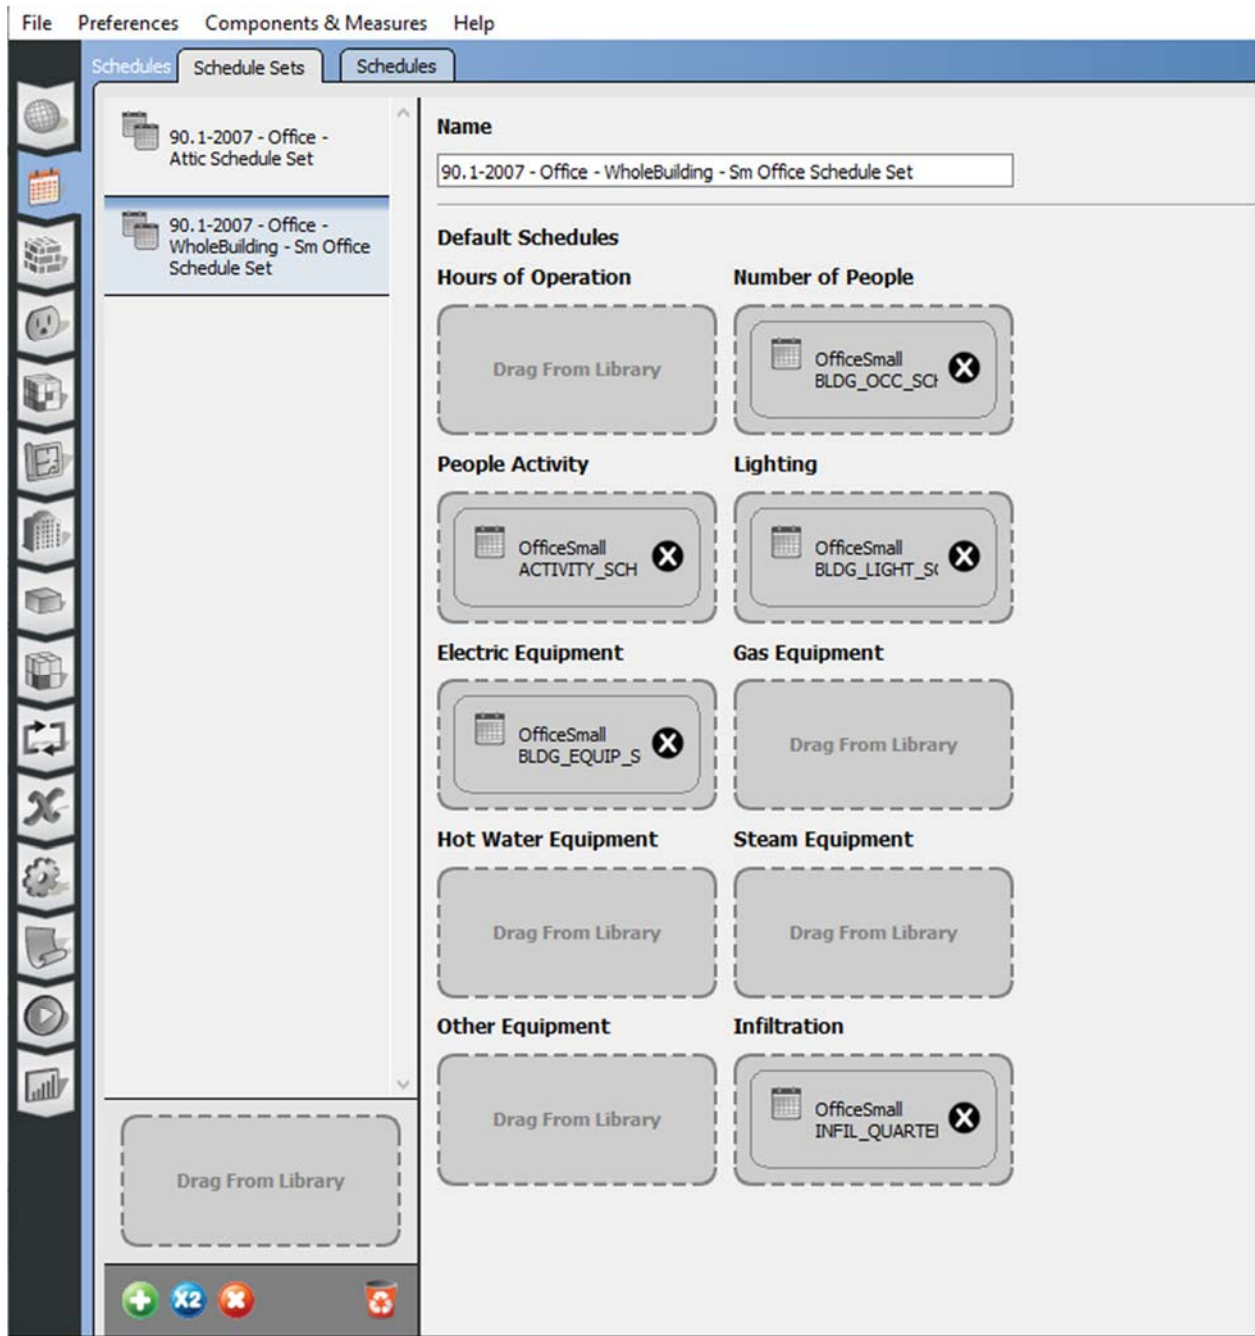 File Preferences Components & Measures Help
Schedules Schedule Sets Schedules
90.1-2007 - Office -
Attic Schedule Set
90.1-2007 - Office -
WholeBuilding - Sm Office
Schedule Set
Drag From Library
X2
Name
90.1-2007 - Office - WholeBuilding - Sm Office Schedule Set
Default Schedules
Hours of Operation Number of People
Drag From Library
OfficeSmall
BLDG_OCC_SCH
People Activity Lighting
OfficeSmall
ACTIVITY_SCH
OfficeSmall
BLDG_LIGHT_S
Electric Equipment Gas Equipment
OfficeSmall
BLDG_EQUIP_S
Drag From Library
Hot Water Equipment Steam Equipment
Drag From Library Drag From Library
Other Equipment Infiltration
Drag From Library
OfficeSmall
INFIL_QUARTE